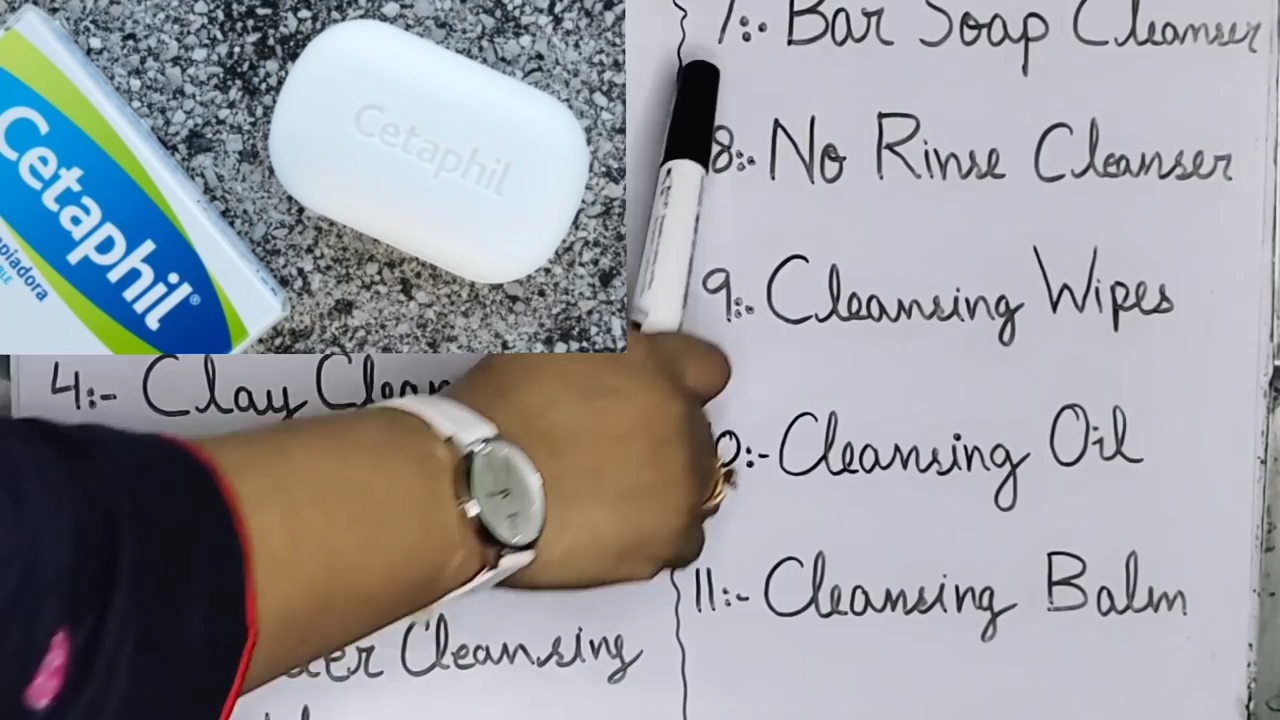 Cetaphil®
Cetaphil
7:- Bar Soap Cleanser
8:- No Rinse Cleanser
9:- Cleansing Wipes
4:- Clay
:- Cleansing Oil
11:- Cleansing Balm
Cleansing